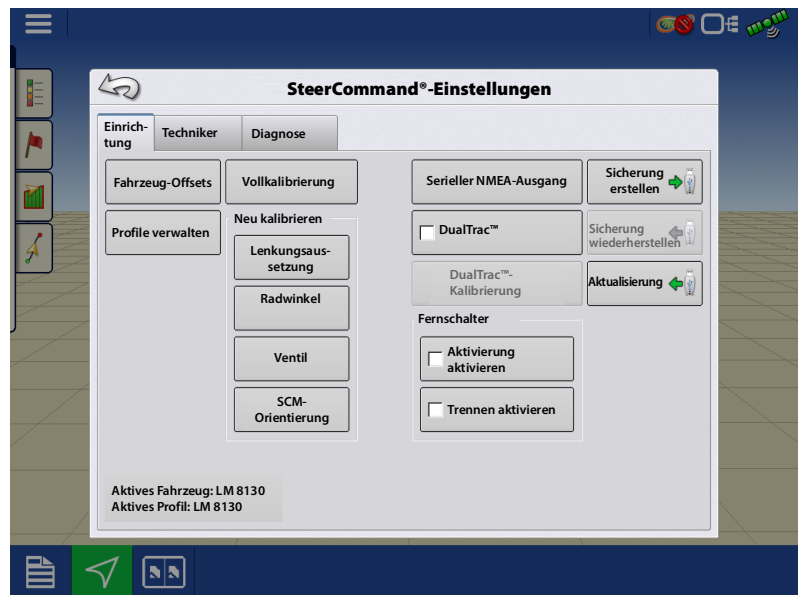 SteerCommand®-Einstellungen
Einrich-
tung
Techniker
Diagnose
Fahrzeug-Offsets
Vollkalibrierung
Serieller NMEA-Ausgang
Sicherung
erstellen
Profile verwalten
Neu kalibrieren
DualTrac™
Sicherung
wiederherstellen
Lenkungsaus-
setzung
DualTrac™-
Kalibrierung
Aktualisierung
Radwinkel
Fernschalter
Ventil
Aktivierung
aktivieren
SCM-
Orientierung
Trennen aktivieren
Aktives Fahrzeug: LM 8130
Aktives Profil: LM 8130